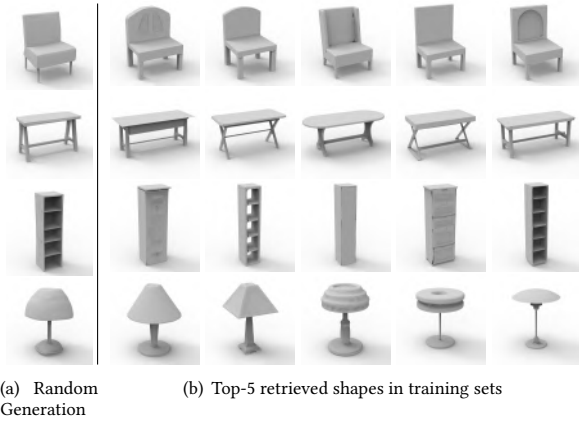 (a) Random
Generation
(b) Top-5 retrieved shapes in training sets